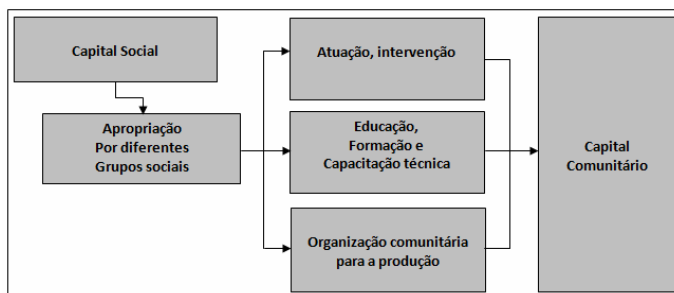 Capital Social
Apropriação
Por diferentes
Grupos sociais
Atuação, intervenção
Educação,
Formação e
Capacitação técnica
Organização comunitária
para a produção
Capital
Comunitário